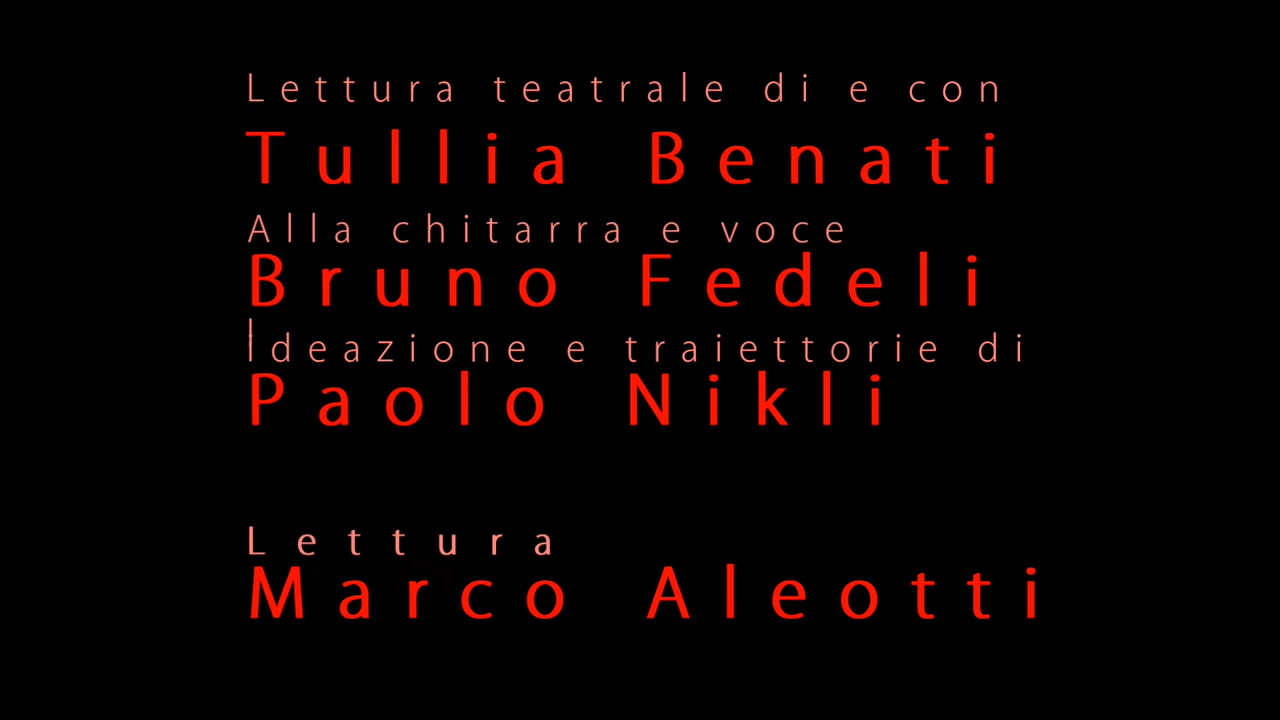 Lettura teatrale di e con
Tullia Benati
Alla chitarra e voce
Bruno Fedeli
Ideazione e traiettorie di
Paolo Nikli
Lettura
Marco Aleotti